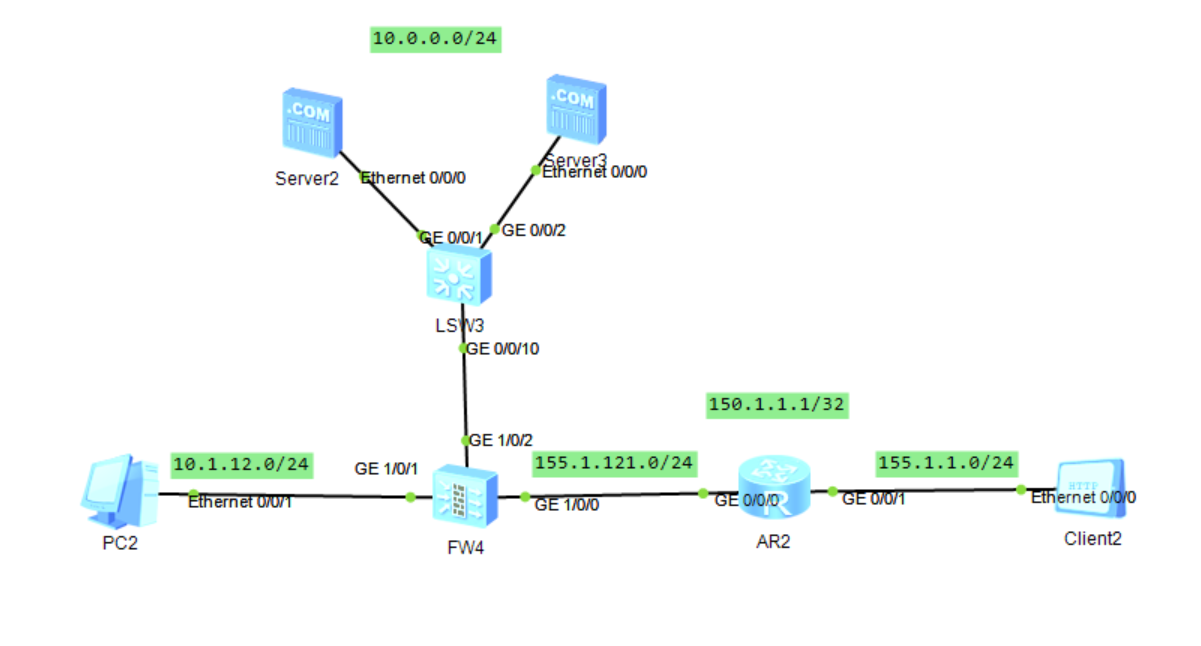 10.0.0.0/24
.COM
.COM
Server2
Server3
Ethernet 0/0/0
Ethernet 0/0/0
GE 0/0/1
GE 0/0/2
LSW3
GE 0/0/10
150.1.1.1/32
GE 1/0/2
10.1.12.0/24
GE 1/0/1
155.1.121.0/24
155.1.1.0/24
Ethernet 0/0/1
GE 1/0/0
GE 0/0/0
R
GE 0/0/1
HTTP
Ethernet 0/0/0
PC2
FW4
AR2
Client2